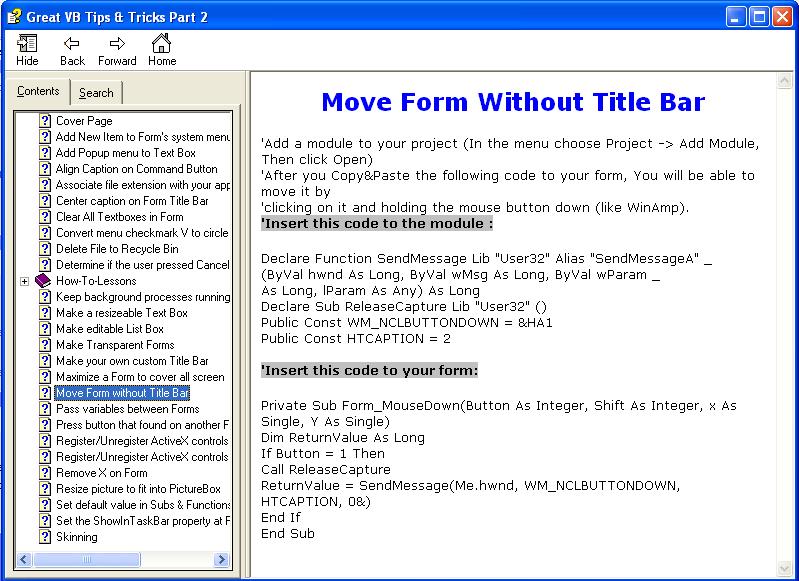 Great VB Tips & Tricks Part 2
Hide Back Forward Home
Contents Search
Cover Page
Add New Item to Form's system menu
Add Popup menu to Text Box
Align Caption on Command Button
Associate file extension with your app
Center caption on Form Title Bar
Clear All Textboxes in Form
Convert menu checkmark V to circle
Delete File to Recycle Bin
Determine if the user pressed Cancel
How-To-Lessons
Keep background processes running
Make a resizeable Text Box
Make editable List Box
Make Transparent Forms
Make your own custom Title Bar
Maximize a Form to cover all screen
Move Form without Title Bar
Pass variables between Forms
Press button that found on another F
Register/Unregister ActiveX controls
Register/Unregister ActiveX controls
Remove X on Form
Resize picture to fit into PictureBox
Set default value in Subs & Functions
Set the ShowInTaskBar property at F
Skinning
Move Form Without Title Bar
'Add a module to your project (In the menu choose Project -> Add Module,
Then click Open)
'After you Copy&Paste the following code to your form, You will be able to
move it by
'clicking on it and holding the mouse button down (like WinAmp).
'Insert this code to the module :
Declare Function SendMessage Lib "User32" Alias "SendMessageA" _
(ByVal hwnd As Long, ByVal wMsg As Long, ByVal wParam _
As Long, lParam As Any) As Long
Declare Sub ReleaseCapture Lib "User32" ()
Public Const WM_NCLBUTTONDOWN = &HA1
Public Const HTCAPTION = 2
'Insert this code to your form:
Private Sub Form_MouseDown(Button As Integer, Shift As Integer, x As
Single, Y As Single)
Dim ReturnValue As Long
If Button = 1 Then
Call ReleaseCapture
ReturnValue = SendMessage(Me.hwnd, WM_NCLBUTTONDOWN,
HTCAPTION, 0&)
End If
End Sub